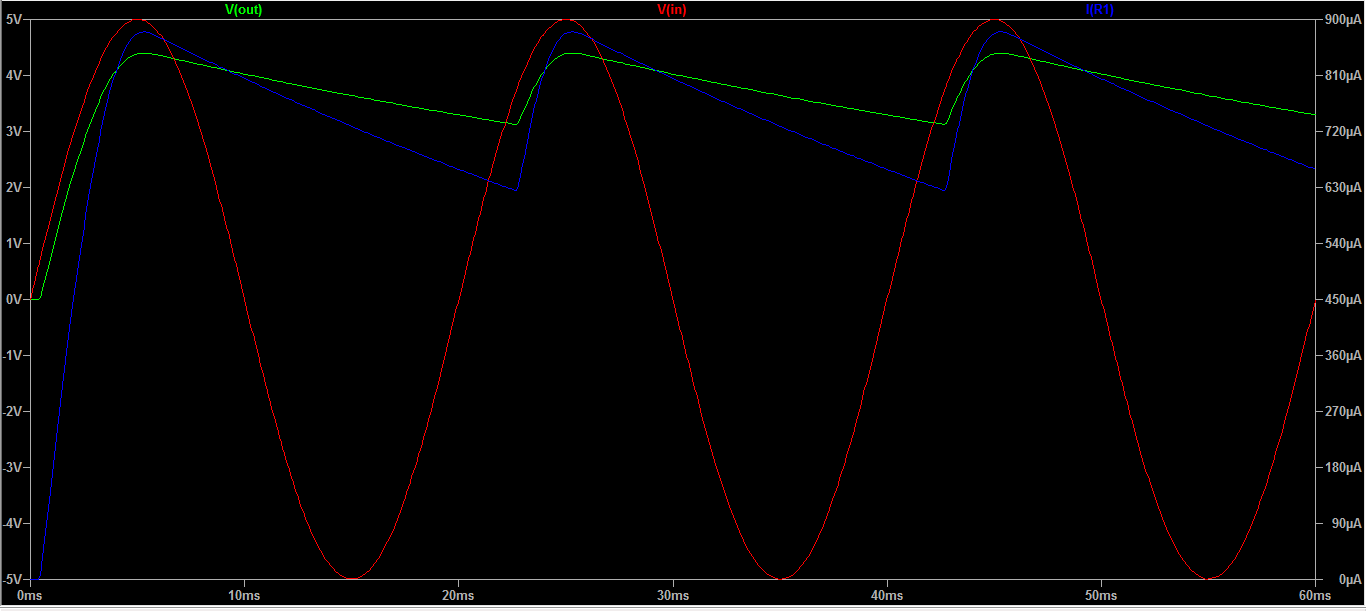 V(out) V(in) I(R1)
5V 900µA
4V 810µA
3V 720µA
2V 630µA
1V 540µA
0V 450µA
-1V 360µA
-2V 270µA
-3V 180µA
-4V 90µA
-5V 0µA
0ms 10ms 20ms 30ms 40ms 50ms 60ms